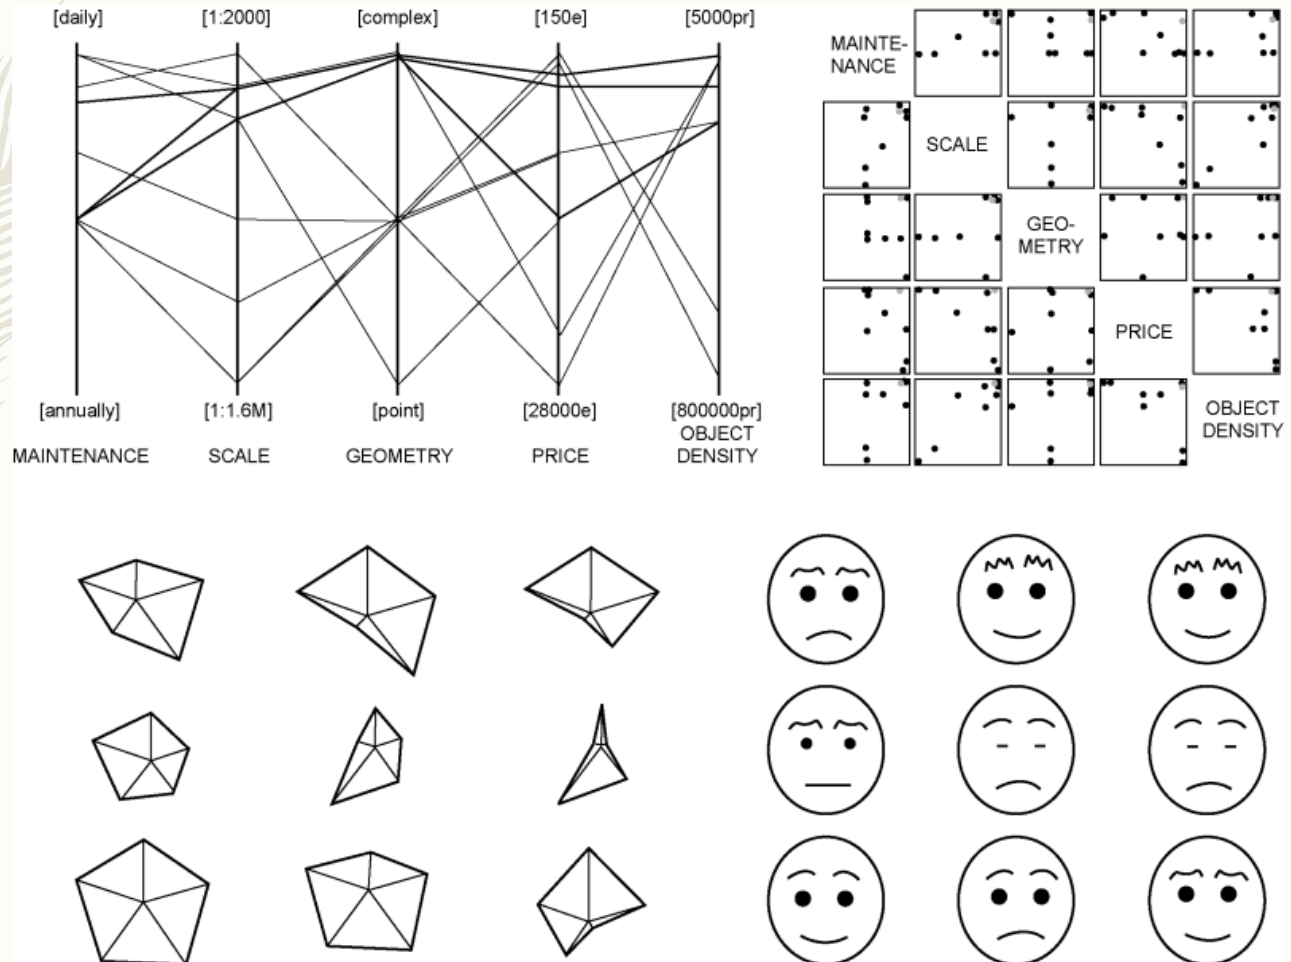 [daily] [1:2000] [complex] [150e] [5000pr]
[annually] [1:1.6M] [point] [28000e] [800000pr]
MAINTENANCE SCALE GEOMETRY PRICE OBJECT
DENSITY
MAINTE-
NANCE
SCALE
GEO-
METRY
PRICE
OBJECT
DENSITY